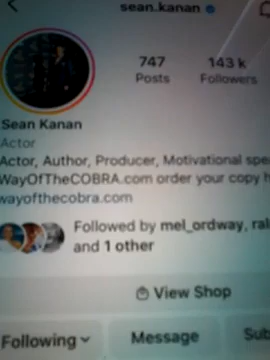 sean.kanan
747
143 k
Posts
Followers
Sean Kanan
Actor
Actor, Author, Producer, Motivational spe
WayOfTheCOBRA.com order your copy h
wayofthecobra.com
Followed by mel_ordway, ral
and 1 other
View Shop
Following
Message
Sub